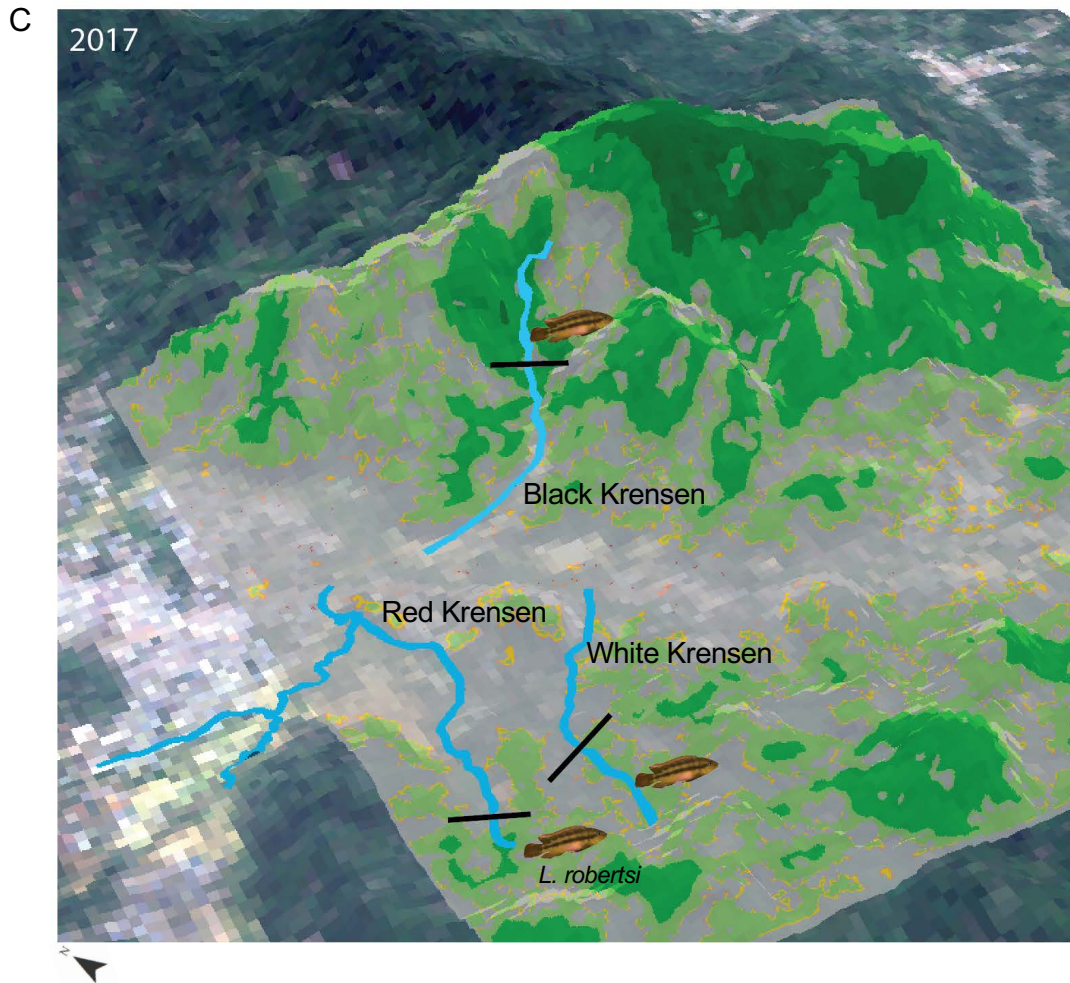 C
2017
Black Krensen
Red Krensen
White Krensen
L. robertsi
N